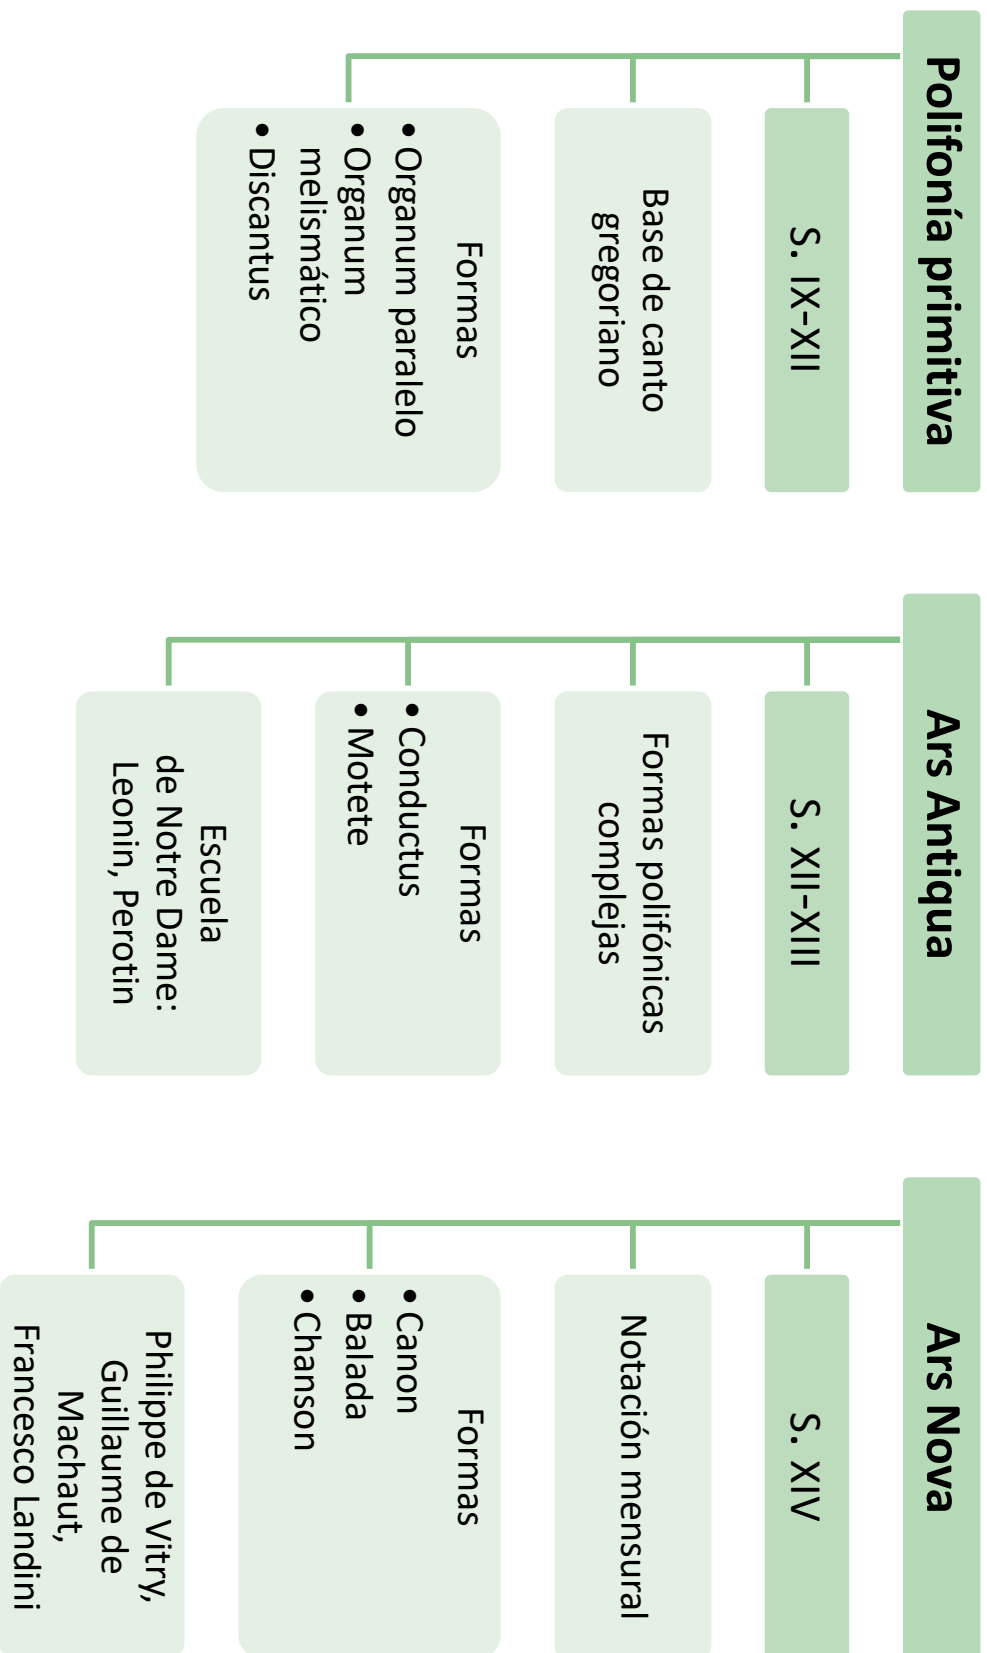 Polifonía primitiva
S. IX-XII
Base de canto
gregoriano
Formas
• Organum paralelo
• Organum
melismático
• Discantus
Ars Antiqua
S. XII-XIII
Formas polifónicas
complejas
Formas
• Conductus
• Motete
Escuela
de Notre Dame:
Leonin, Perotin
Ars Nova
S. XIV
Notación mensural
Formas
• Canon
• Balada
• Chanson
Philippe de Vitry,
Guillaume de
Machaut,
Francesco Landini